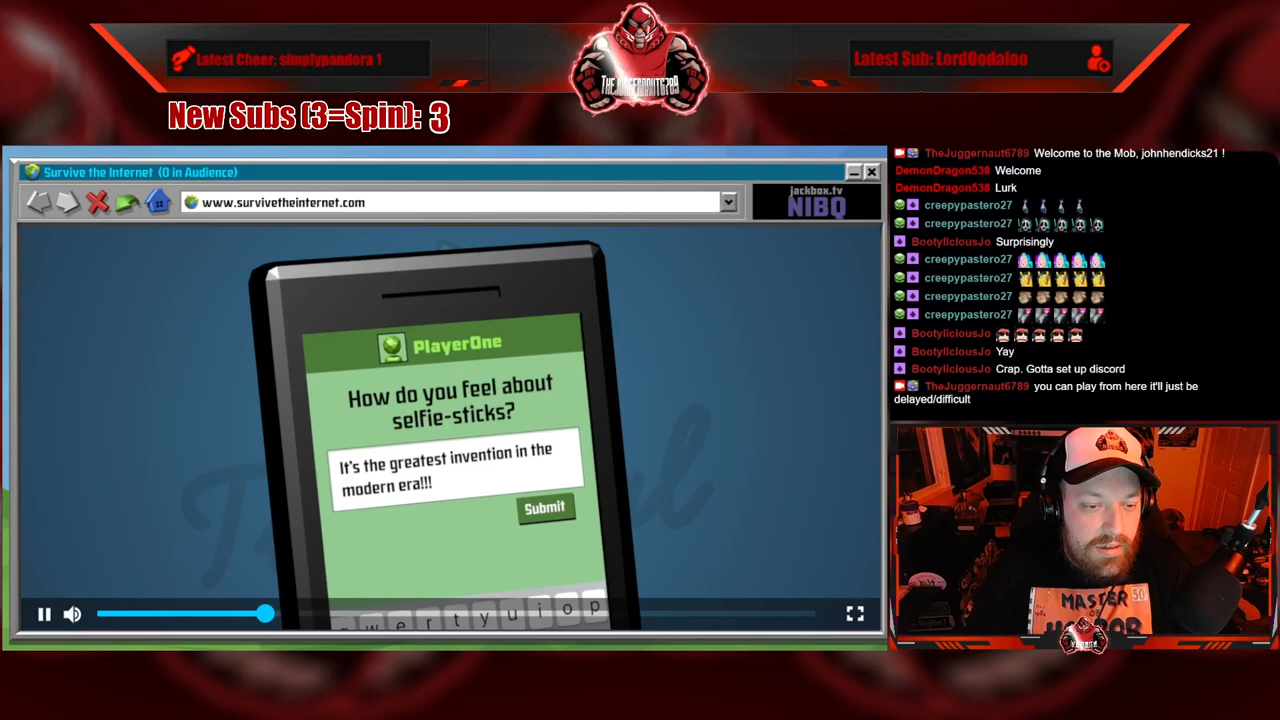 Latest Cheer: simplypandora 1
THEJUGGERNAUT6789
Latest Sub: LordOodaloo
New Subs (3=Spin): 3
Survive the Internet (0 in Audience)
www.survivetheinternet.com
jackbox.tv
NIBQ
PlayerOne
How do you feel about
selfie-sticks?
It's the greatest invention in the
modern era!!!
Submit
w e r t y u i o p
TheJuggernaut6789 Welcome to the Mob, johnhendicks21 !
DemonDragon538 Welcome
DemonDragon538 Lurk
creepypastero27
creepypastero27
BootyliciousJo Surprisingly
creepypastero27
creepypastero27
creepypastero27
creepypastero27
BootyliciousJo
BootyliciousJo Yay
BootyliciousJo Crap. Gotta set up discord
TheJuggernaut6789 you can play from here it'll just be
delayed/difficult
MASTER
OF
HORROR